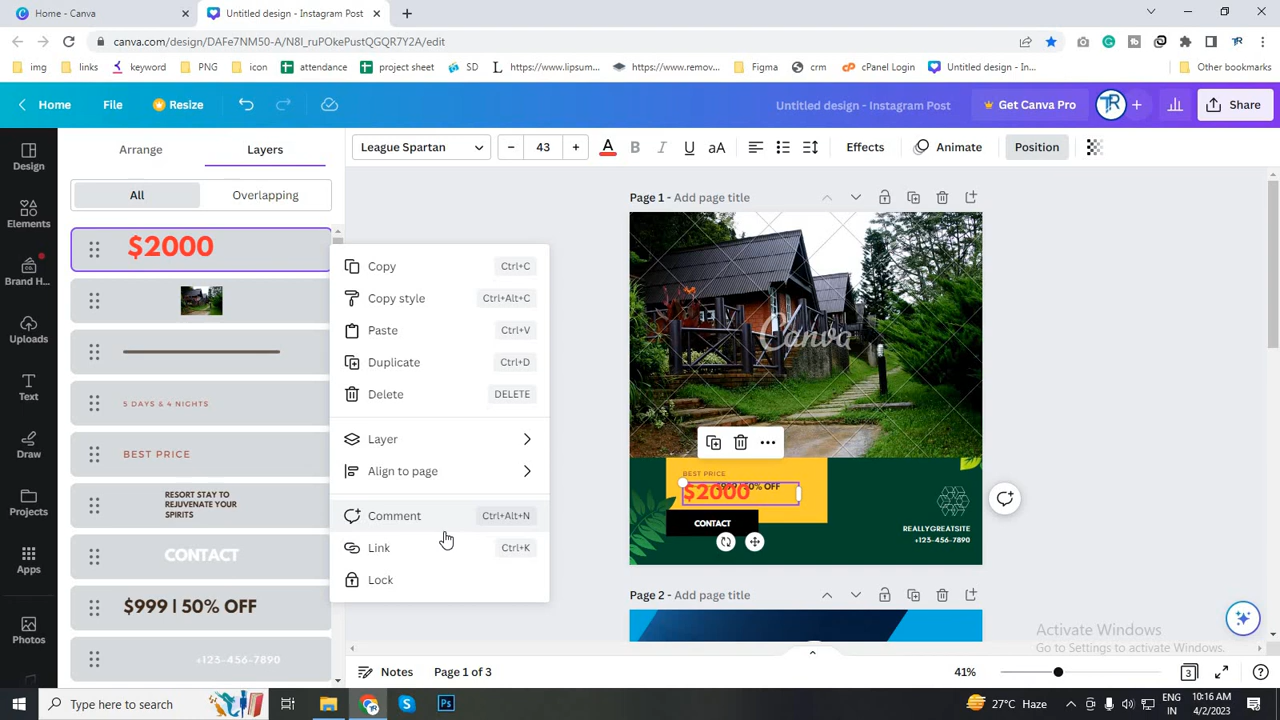 Home - Canva
Untitled design - Instagram Post
canva.com/design/DAFe7NM50-A/N8I_ruPOkePustQGQR7Y2A/edit
img
links
keyword
PNG
icon
attendance
project sheet
SD
https://www.lipsum...
https://www.remov...
Figma
crm
cPanel Login
Untitled design - In...
Other bookmarks
Home
File
Resize
Untitled design - Instagram Post
Get Canva Pro
Share
Design
Elements
Brand H...
Uploads
Text
Draw
Projects
Apps
Photos
Arrange
Layers
All
Overlapping
League Spartan
43
A
B
I
U
aA
Effects
Animate
Position
$2000
5 DAYS & 4 NIGHTS
BEST PRICE
RESORT STAY TO
REJUVENATE YOUR
SPIRITS
CONTACT
$999 | 50% OFF
+123-456-7890
Copy Ctrl+C
Copy style Ctrl+Alt+C
Paste Ctrl+V
Duplicate Ctrl+D
Delete DELETE
Layer
Align to page
Comment Ctrl+Alt+N
Link Ctrl+K
Lock
Page 1 - Add page title
Canva
BEST PRICE
$999 | 50% OFF
$2000
CONTACT
REALLYGREATSITE
+123-456-7890
Page 2 - Add page title
Activate Windows
Go to Settings to activate Windows.
Notes
Page 1 of 3
41%
3
Type here to search
27°C Haze
ENG
IN
10:16 AM
4/2/2023